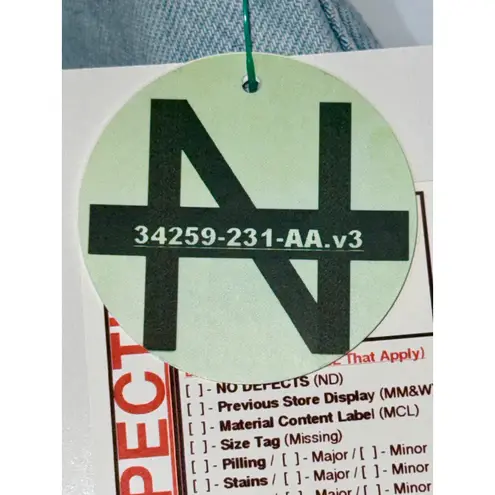 N
34259-231-AA.v3
PECT
That Apply)
[ ] - NO DEFECTS (ND)
[ ] - Previous Store Display (MM&W
[ ] - Material Content Label (MCL)
[ ] - Size Tag (Missing)
[ ] - Pilling / [ ] - Major / [ ] - Minor
[ ] - Stains / [ ] - Major / [ ] - Minor